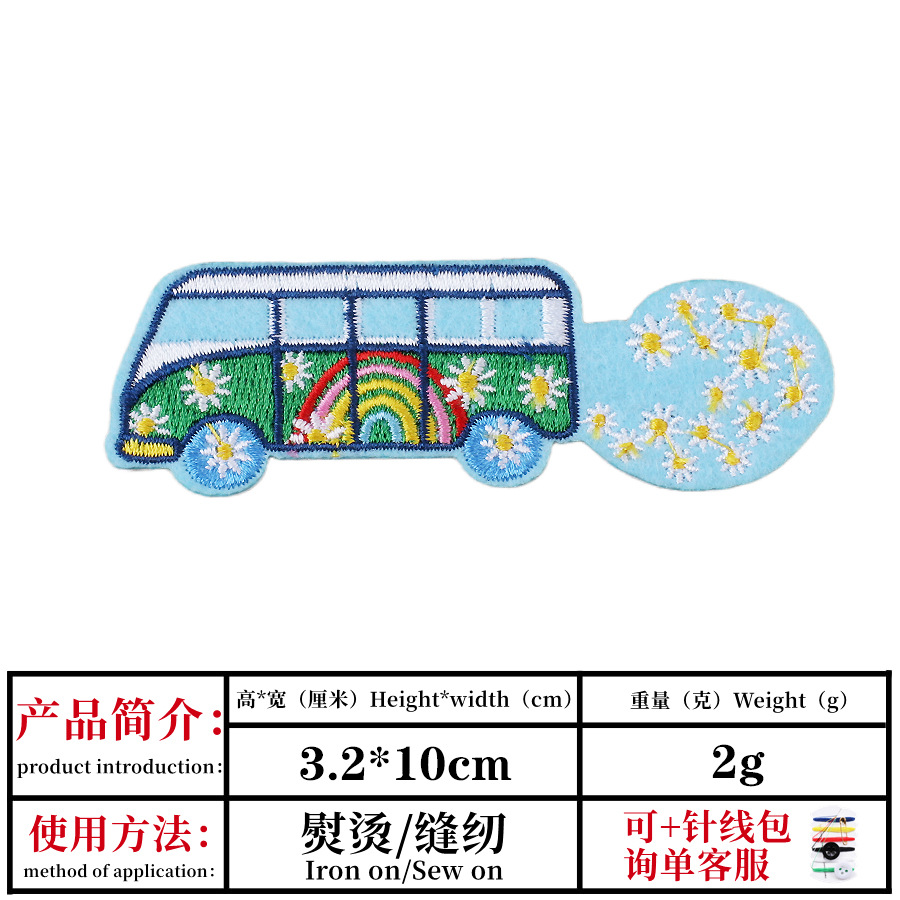 产品简介：
product introduction：
高*宽（厘米）Height*width（cm）
重量（克）Weight（g）
3.2*10cm
2g
使用方法：
method of application：
熨烫/缝纫
Iron on/Sew on
可+针线包
询单客服